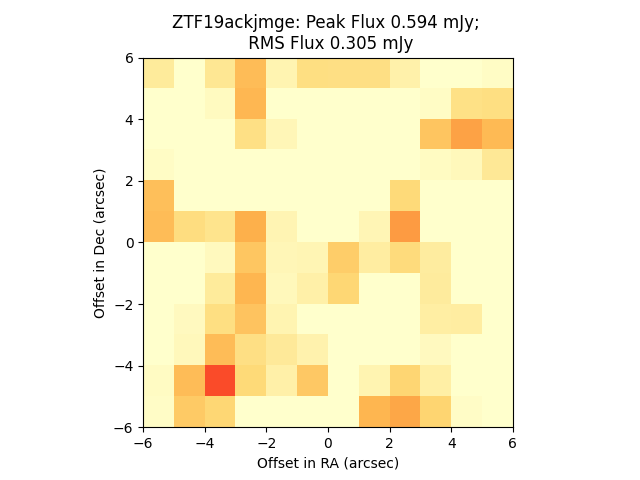 ZTF19ackjmge: Peak Flux 0.594 mJy;
RMS Flux 0.305 mJy
6
4
2
0
−2
−4
−6
Offset in Dec (arcsec)
−6 −4 −2 0 2 4 6
Offset in RA (arcsec)